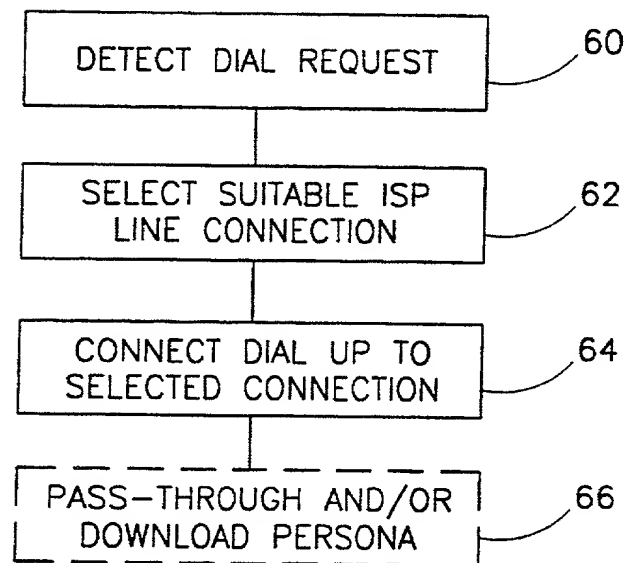 DETECT DIAL REQUEST
60
SELECT SUITABLE ISP
LINE CONNECTION
62
CONNECT DIAL UP TO
SELECTED CONNECTION
64
PASS-THROUGH AND/OR
DOWNLOAD PERSONA
66